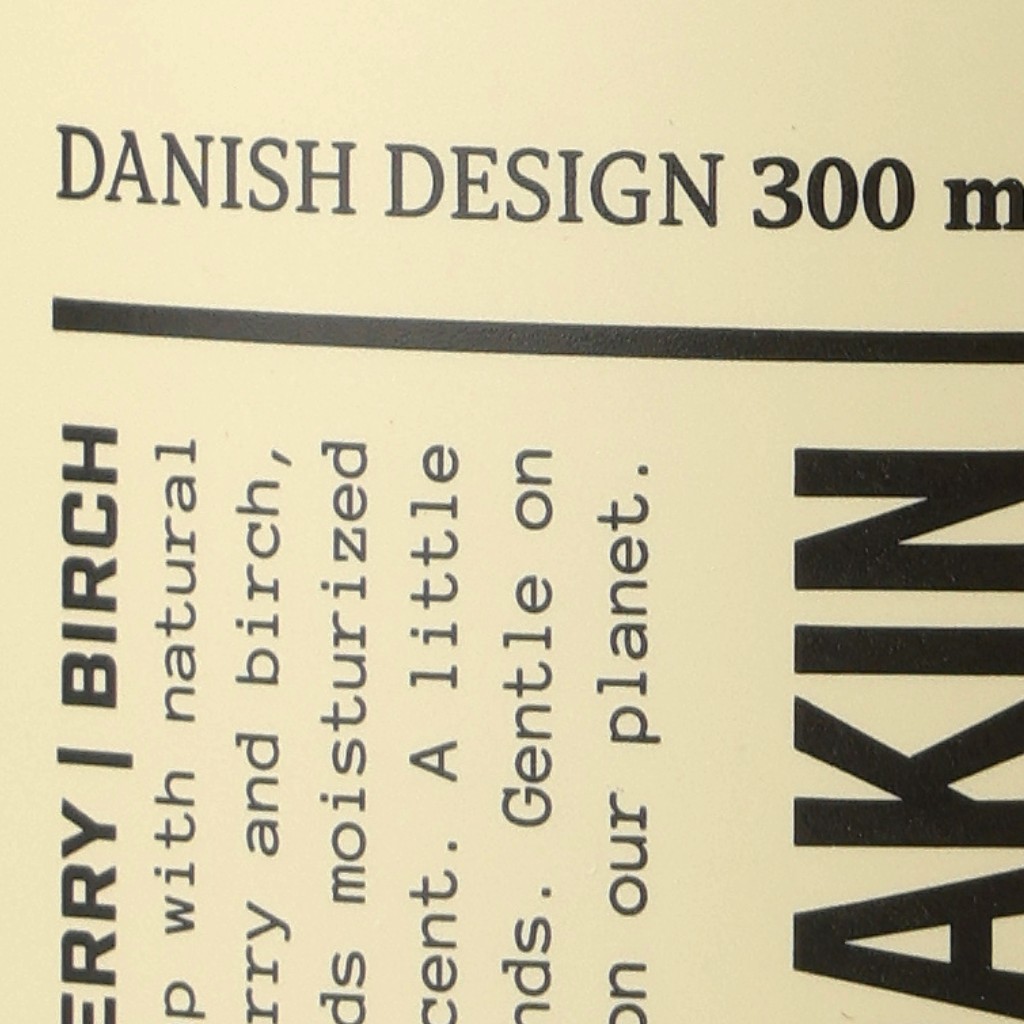 DANISH DESIGN 300 m
ERRY | BIRCH
p with natural
rry and birch,
ds moisturized
cent. A little
nds. Gentle on
on our planet.
AKIN